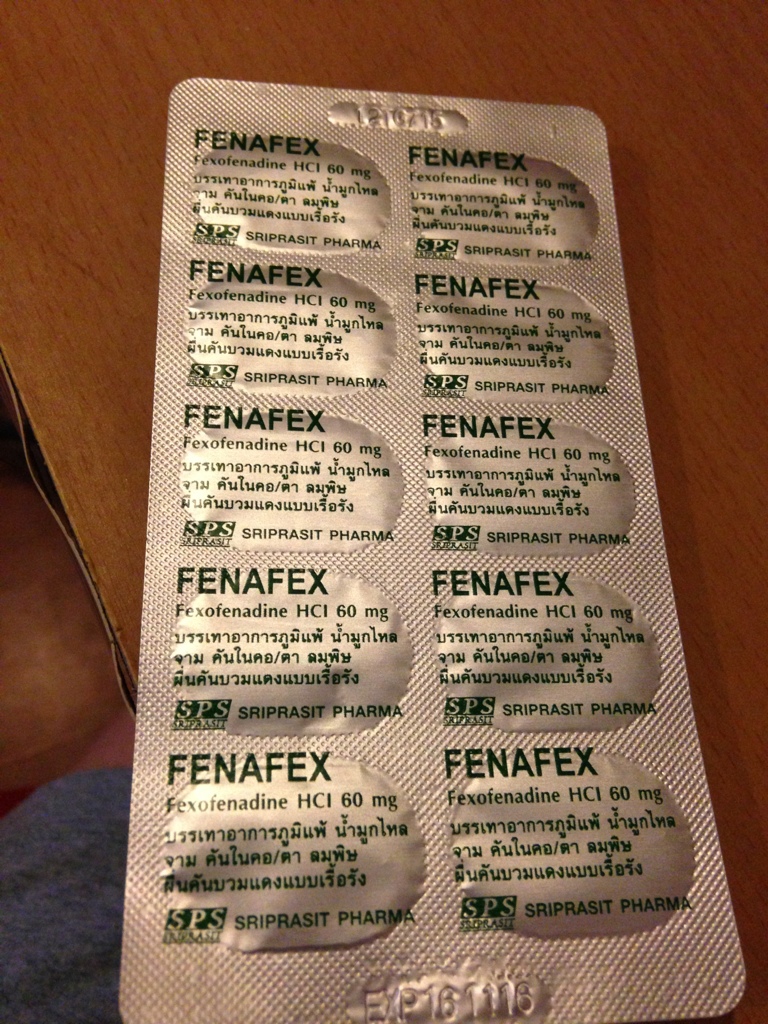 FENAFEX
Fexofenadine HCl 60 mg
บรรเทาอาการภูมิแพ้ น้ำมูกไหล
จาม คันในคอ/ตา ลมพิษ
ผื่นคันบวมแดงแบบเรื้อรัง
SPS SRIPRASIT PHARMA
SRIPRASIT
FENAFEX
Fexofenadine HCl 60 mg
บรรเทาอาการภูมิแพ้ น้ำมูกไหล
จาม คันในคอ/ตา ลมพิษ
ผื่นคันบวมแดงแบบเรื้อรัง
SPS SRIPRASIT PHARMA
SRIPRASIT
FENAFEX
Fexofenadine HCl 60 mg
บรรเทาอาการภูมิแพ้ น้ำมูกไหล
จาม คันในคอ/ตา ลมพิษ
ผื่นคันบวมแดงแบบเรื้อรัง
SPS SRIPRASIT PHARMA
SRIPRASIT
FENAFEX
Fexofenadine HCl 60 mg
บรรเทาอาการภูมิแพ้ น้ำมูกไหล
จาม คันในคอ/ตา ลมพิษ
ผื่นคันบวมแดงแบบเรื้อรัง
SPS SRIPRASIT PHARMA
SRIPRASIT
FENAFEX
Fexofenadine HCl 60 mg
บรรเทาอาการภูมิแพ้ น้ำมูกไหล
จาม คันในคอ/ตา ลมพิษ
ผื่นคันบวมแดงแบบเรื้อรัง
SPS SRIPRASIT PHARMA
SRIPRASIT
FENAFEX
Fexofenadine HCl 60 mg
บรรเทาอาการภูมิแพ้ น้ำมูกไหล
จาม คันในคอ/ตา ลมพิษ
ผื่นคันบวมแดงแบบเรื้อรัง
SPS SRIPRASIT PHARMA
SRIPRASIT
FENAFEX
Fexofenadine HCl 60 mg
บรรเทาอาการภูมิแพ้ น้ำมูกไหล
จาม คันในคอ/ตา ลมพิษ
ผื่นคันบวมแดงแบบเรื้อรัง
SPS SRIPRASIT PHARMA
SRIPRASIT
FENAFEX
Fexofenadine HCl 60 mg
บรรเทาอาการภูมิแพ้ น้ำมูกไหล
จาม คันในคอ/ตา ลมพิษ
ผื่นคันบวมแดงแบบเรื้อรัง
SPS SRIPRASIT PHARMA
SRIPRASIT
FENAFEX
Fexofenadine HCl 60 mg
บรรเทาอาการภูมิแพ้ น้ำมูกไหล
จาม คันในคอ/ตา ลมพิษ
ผื่นคันบวมแดงแบบเรื้อรัง
SPS SRIPRASIT PHARMA
SRIPRASIT
FENAFEX
Fexofenadine HCl 60 mg
บรรเทาอาการภูมิแพ้ น้ำมูกไหล
จาม คันในคอ/ตา ลมพิษ
ผื่นคันบวมแดงแบบเรื้อรัง
SPS SRIPRASIT PHARMA
SRIPRASIT
EXP161116